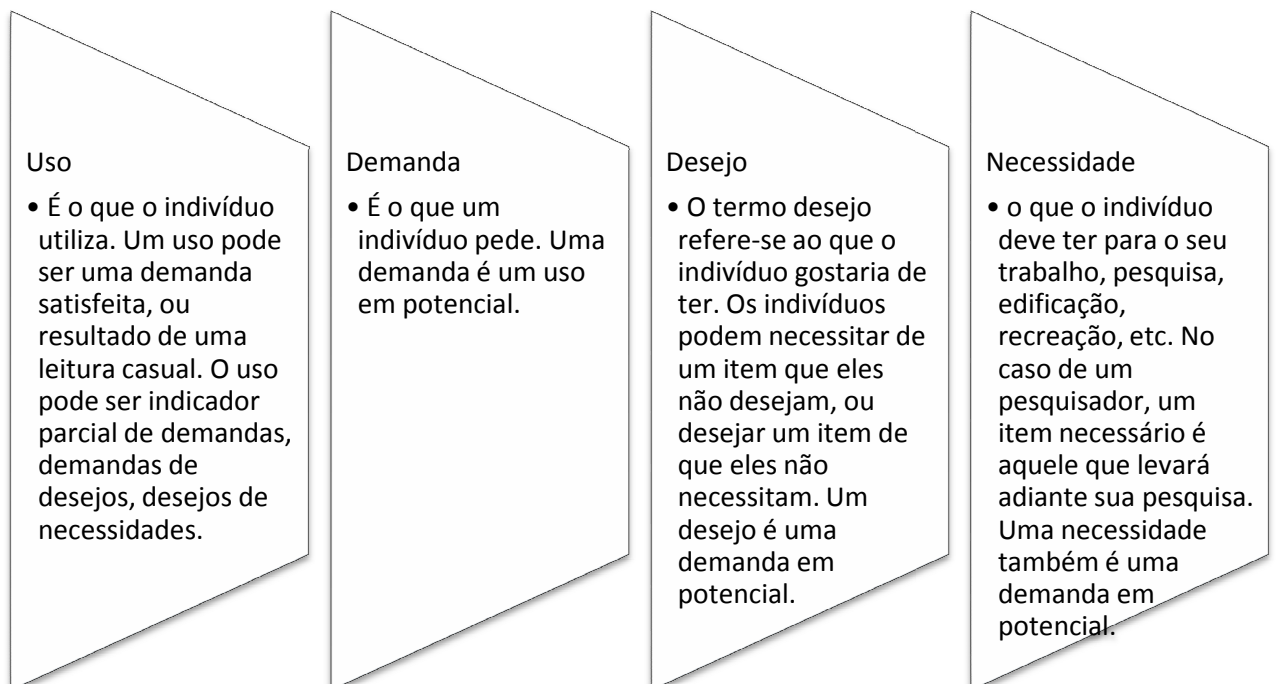 Uso
• É o que o indivíduo
utiliza. Um uso pode
ser uma demanda
satisfeita, ou
resultado de uma
leitura casual. O uso
pode ser indicador
parcial de demandas,
demandas de
desejos, desejos de
necessidades.
Demanda
• É o que um
indivíduo pede. Uma
demanda é um uso
em potencial.
Desejo
• O termo desejo
refere-se ao que o
indivíduo gostaria de
ter. Os indivíduos
podem necessitar de
um item que eles
não desejam, ou
desejar um item de
que eles não
necessitam. Um
desejo é uma
demanda em
potencial.
Necessidade
• o que o indivíduo
deve ter para o seu
trabalho, pesquisa,
edificação,
recreação, etc. No
caso de um
pesquisador, um
item necessário é
aquele que levará
adiante sua pesquisa.
Uma necessidade
também é uma
demanda em
potencial.